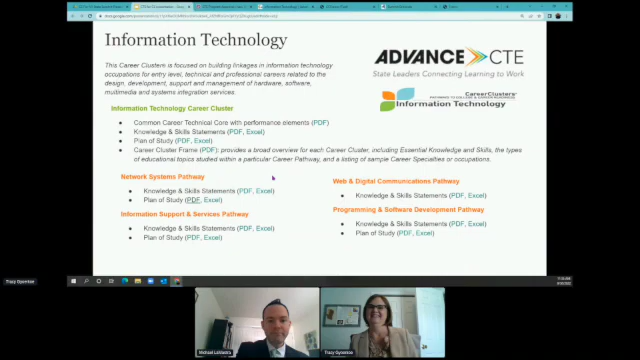 Information Technology
ADVANCE CTE
State Leaders Connecting Learning to Work
This Career Clusters is focused on building linkages in information technology
occupations for entry level, technical and professional careers related to the
design, development, support and management of hardware, software,
multimedia and systems integration services.
CareerClusters
Information Technology
Information Technology Career Cluster
● Common Career Technical Core with performance elements (PDF)
● Knowledge & Skills Statements (PDF, Excel)
● Plan of Study (PDF, Excel)
● Career Cluster Frame (PDF): provides a broad overview for each Career Cluster, including Essential Knowledge and Skills, the types
of educational topics studied within a particular Career Pathway, and a listing of sample Career Specialties or occupations.
Network Systems Pathway
● Knowledge & Skills Statements (PDF, Excel)
● Plan of Study (PDF, Excel)
Information Support & Services Pathway
● Knowledge & Skills Statements (PDF, Excel)
● Plan of Study (PDF, Excel)
Web & Digital Communications Pathway
● Knowledge & Skills Statements (PDF, Excel)
Programming & Software Development Pathway
● Knowledge & Skills Statements (PDF, Excel)
● Plan of Study (PDF, Excel)